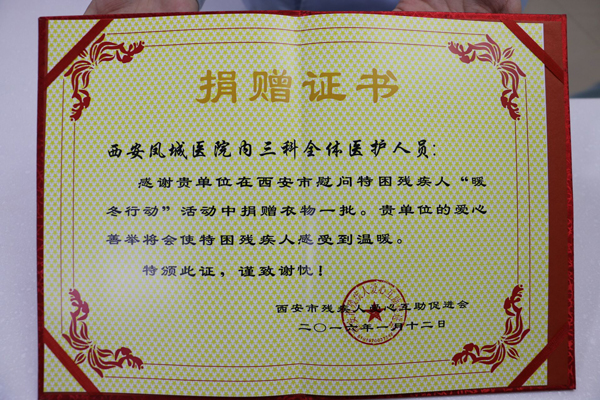 捐赠证书
西安凤城医院内三科全体医护人员:
感谢贵单位在西安市慰问特困残疾人“暖
冬行动”活动中捐赠衣物一批。贵单位的爱心
善举将会使特困残疾人感受到温暖。
特颁此证，谨致谢忱！
西安市残疾人爱心互助促进会
二〇一六年一月十二日